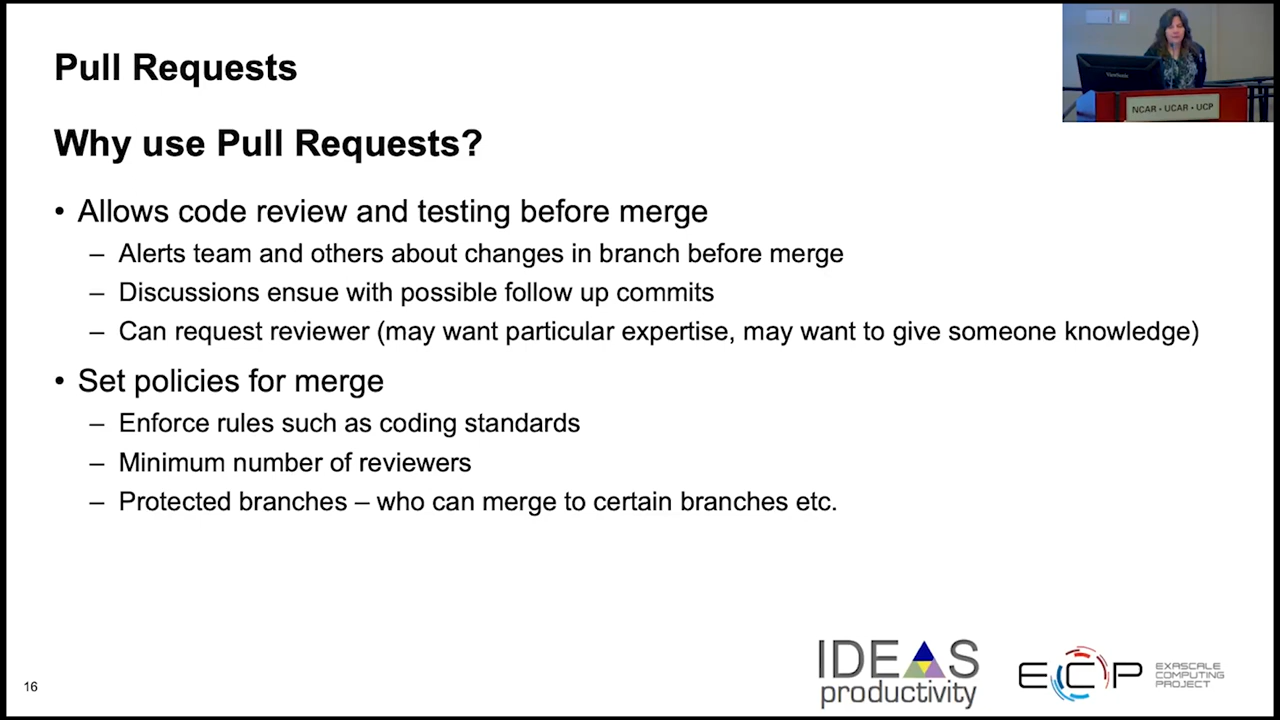 Pull Requests
Why use Pull Requests?
• Allows code review and testing before merge
– Alerts team and others about changes in branch before merge
– Discussions ensue with possible follow up commits
– Can request reviewer (may want particular expertise, may want to give someone knowledge)
• Set policies for merge
– Enforce rules such as coding standards
– Minimum number of reviewers
– Protected branches – who can merge to certain branches etc.
ViewSonic
NCAR • UCAR • UCP
16
IDEAS
productivity
ECP
EXASCALE
COMPUTING
PROJECT